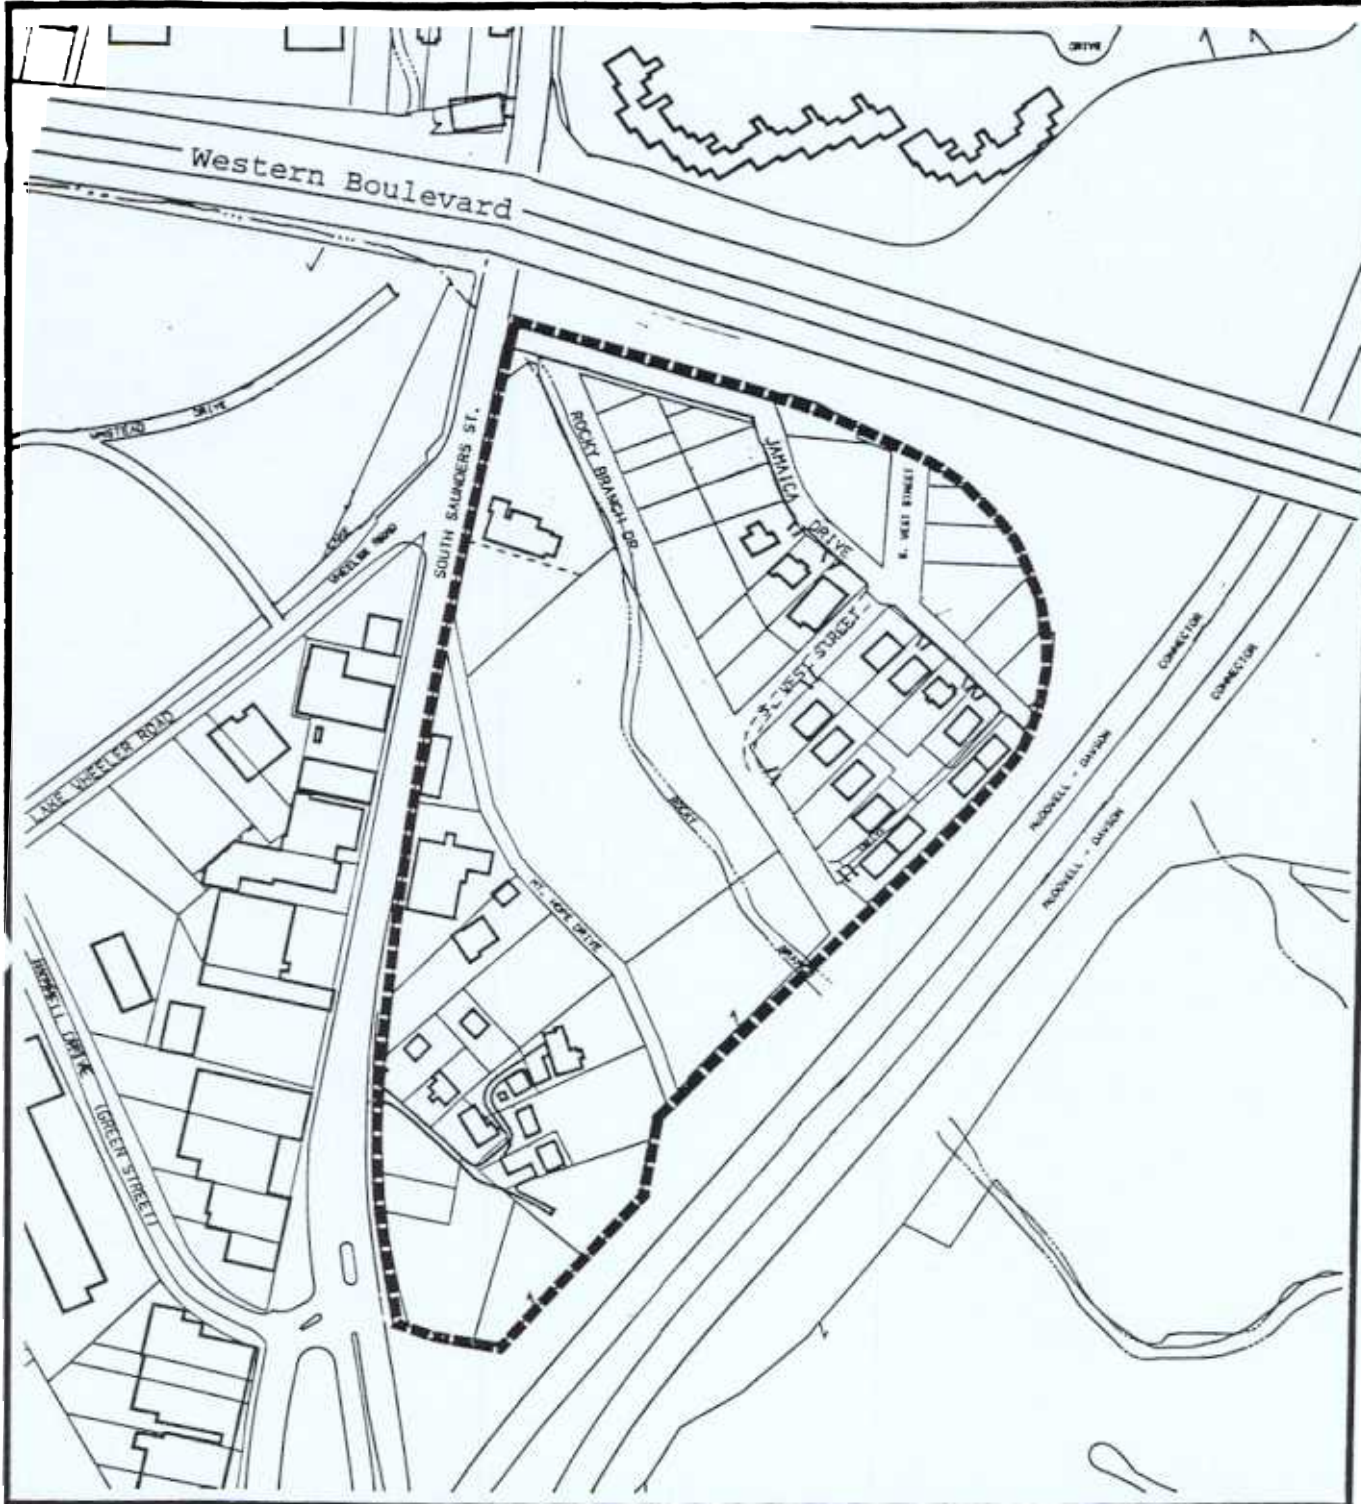 Western Boulevard
DRIVE
SOUTH SAUNDERS ST.
ROCKY BRANCH DR.
JAMAICA
DRIVE
S. WEST STREET
LAKE
WHEELER ROAD
WEST STREET
CONNECTOR
CONNECTOR
LAKE WHEELER ROAD
MCDOWELL - DAWSON
MCDOWELL - DAWSON
ROCKY
MT. HOPE DRIVE
DRIVE
(GREEN STREET)